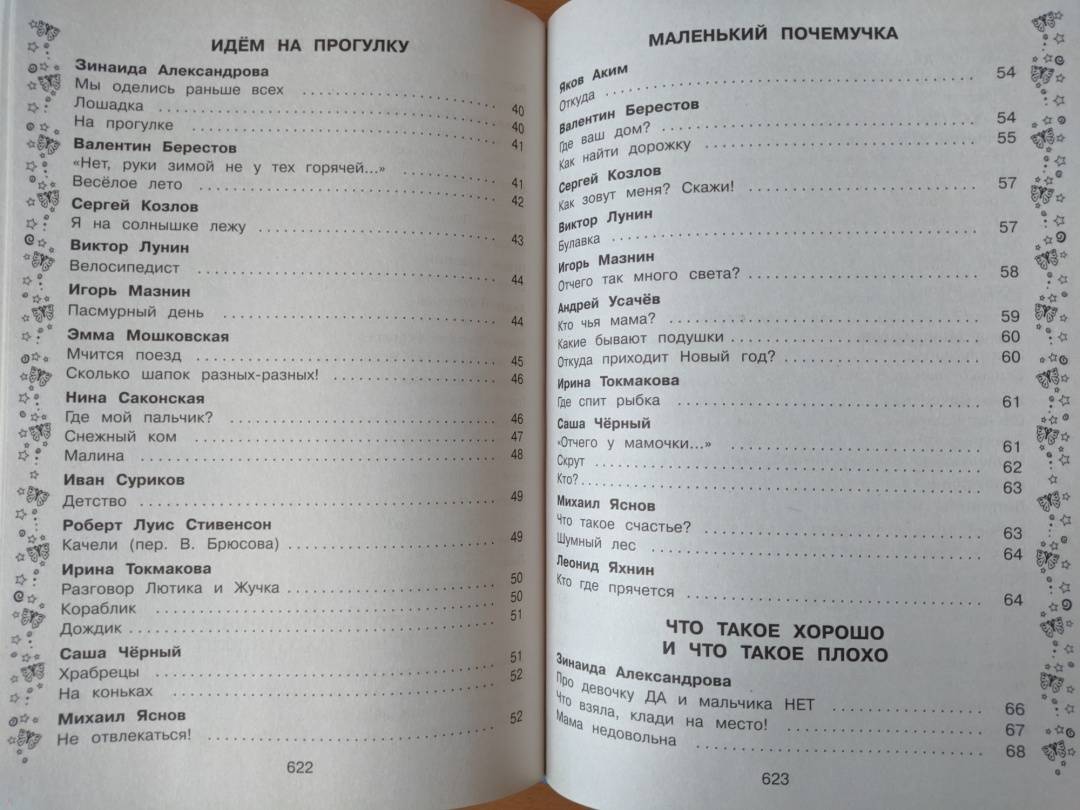 ИДЁМ НА ПРОГУЛКУ
Зинаида Александрова
Мы оделись раньше всех 40
Лошадка 40
На прогулке 41
Валентин Берестов
«Нет, руки зимой не у тех горячей...» 41
Весёлое лето 42
Сергей Козлов
Я на солнышке лежу 43
Виктор Лунин
Велосипедист 44
Игорь Мазнин
Пасмурный день 44
Эмма Мошковская
Мчится поезд 45
Сколько шапок разных-разных! 46
Нина Саконская
Где мой пальчик? 46
Снежный ком 47
Малина 48
Иван Суриков
Детство 49
Роберт Луис Стивенсон
Качели (пер. В. Брюсова) 49
Ирина Токмакова
Разговор Лютика и Жучка 50
Кораблик 50
Дождик 51
Саша Чёрный
Храбрецы 51
На коньках 52
Михаил Яснов
Не отвлекаться! 52
622
МАЛЕНЬКИЙ ПОЧЕМУЧКА
Яков Аким
Откуда 54
Валентин Берестов
Где ваш дом? 54
Как найти дорожку 55
Сергей Козлов
Как зовут меня? Скажи! 57
Виктор Лунин
Булавка 57
Игорь Мазнин
Отчего так много света? 58
Андрей Усачёв
Кто чья мама? 59
Какие бывают подушки 60
Откуда приходит Новый год? 60
Ирина Токмакова
Где спит рыбка 61
Саша Чёрный
«Отчего у мамочки...» 61
Скрут 62
Кто? 63
Михаил Яснов
Что такое счастье? 63
Шумный лес 64
Леонид Яхнин
Кто где прячется 64
ЧТО ТАКОЕ ХОРОШО
И ЧТО ТАКОЕ ПЛОХО
Зинаида Александрова
Про девочку ДА и мальчика НЕТ 66
Что взяла, клади на место! 67
Мама недовольна 68
623